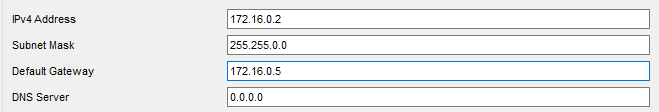 IPv4 Address 172.16.0.2
Subnet Mask 255.255.0.0
Default Gateway 172.16.0.5
DNS Server 0.0.0.0